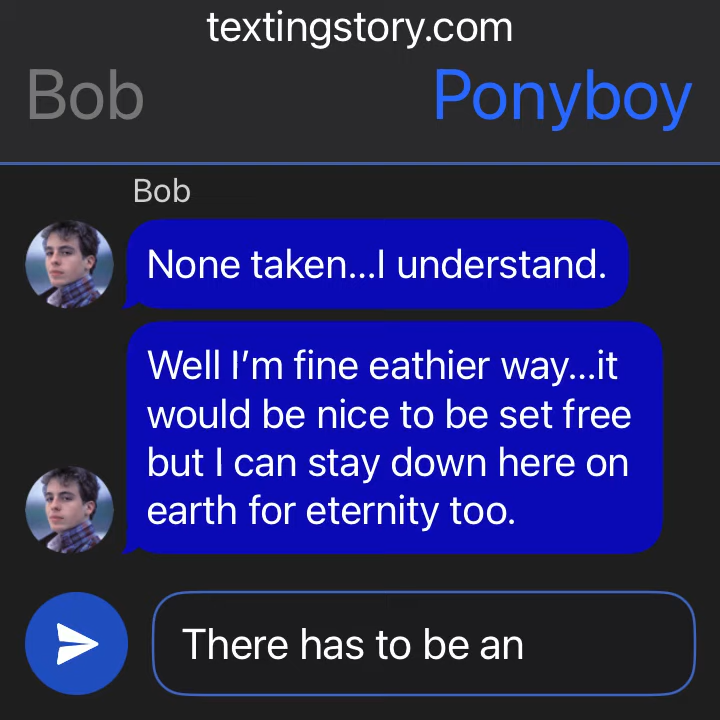 textingstory.com
Bob Ponyboy
Bob
None taken...I understand.
Well I’m fine eathier way...it
would be nice to be set free
but I can stay down here on
earth for eternity too.
There has to be an